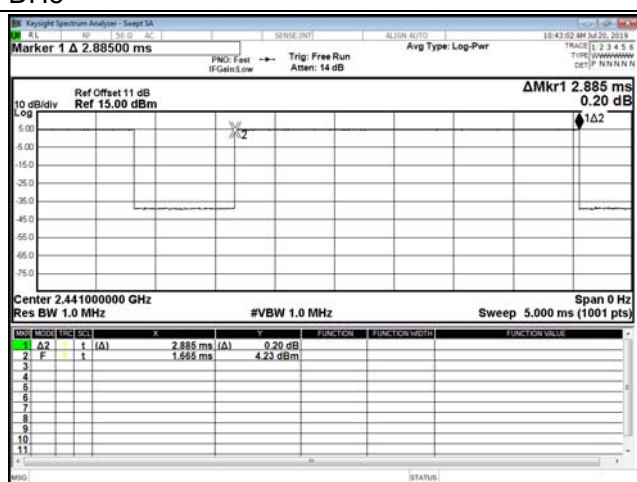 Keysight Spectrum Analyzer - Swept SA
RL RF 50 Ω AC SENSE:INT ALIGN AUTO 10:43:02 AM Jul 20, 2019
Marker 1 Δ 2.88500 ms Avg Type: Log-Pwr TRACE 1 2 3 4 5 6
PNO: Fast Trig: Free Run TYPE
IFGain:Low Atten: 14 dB DET P N N N N N
ΔMkr1 2.885 ms
0.20 dB
Ref Offset 11 dB
10 dB/div Ref 15.00 dBm
Log
5.00
-5.00
-15.0
-25.0
-35.0
-45.0
-55.0
-65.0
-75.0
2
1Δ2
Center 2.441000000 GHz Span 0 Hz
Res BW 1.0 MHz #VBW 1.0 MHz Sweep 5.000 ms (1001 pts)
MKR MODE TRC SCL X Y FUNCTION FUNCTION WIDTH FUNCTION VALUE
1 Δ2 1 t (Δ) 2.885 ms (Δ) 0.20 dB
2 F 1 t 1.665 ms 4.23 dBm
3
4
5
6
7
8
9
10
11
MSG STATUS